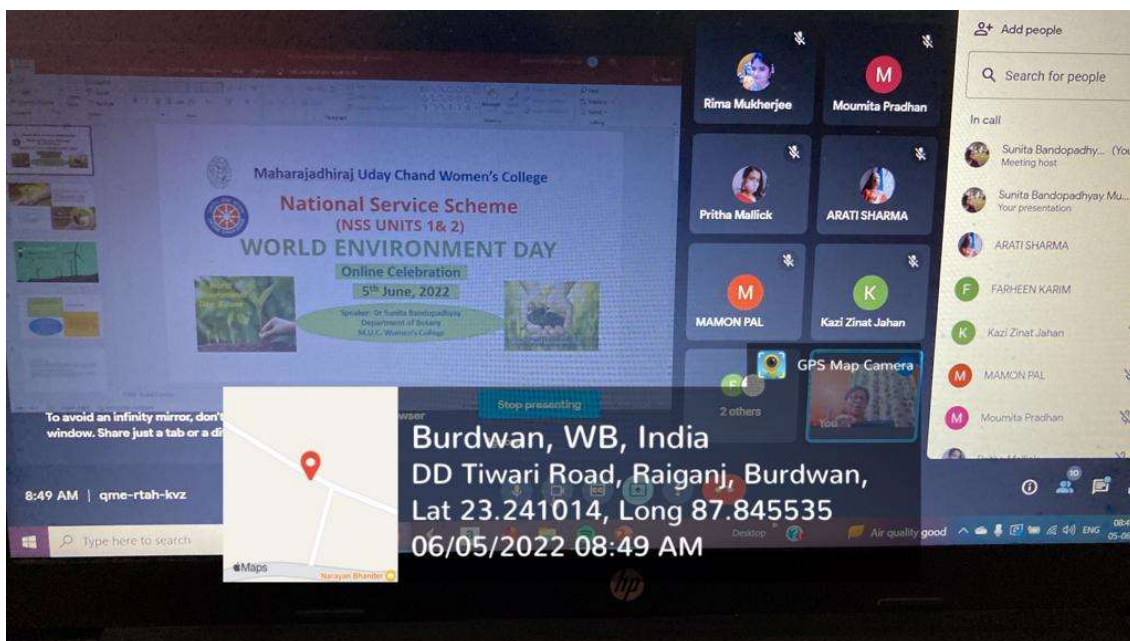 Maharajadhiraj Uday Chand Women's College
National Service Scheme
(NSS UNITS 1& 2)
WORLD ENVIRONMENT DAY
Online Celebration
5th June, 2022
Speaker: Dr Sunita Bandopadhyay
Department of Botany
M.U.C. Women's College
To avoid an infinity mirror, don't
window. Share just a tab or a di
Stop presenting
8:49 AM | qme-rtah-kvz
Type here to search
Rima Mukherjee
M
Moumita Pradhan
Pritha Mallick
ARATI SHARMA
M
MAMON PAL
K
Kazi Zinat Jahan
2 others
You
Add people
Search for people
In call
Sunita Bandopadhy... (You
Meeting host
Sunita Bandopadhyay Mu...
Your presentation
ARATI SHARMA
F FARHEEN KARIM
K Kazi Zinat Jahan
M MAMON PAL
M Moumita Pradhan
10
Desktop
Air quality good
ENG
GPS Map Camera
Burdwan, WB, India
DD Tiwari Road, Raiganj, Burdwan,
Lat 23.241014, Long 87.845535
06/05/2022 08:49 AM
Maps
Narayan Bhander
hp